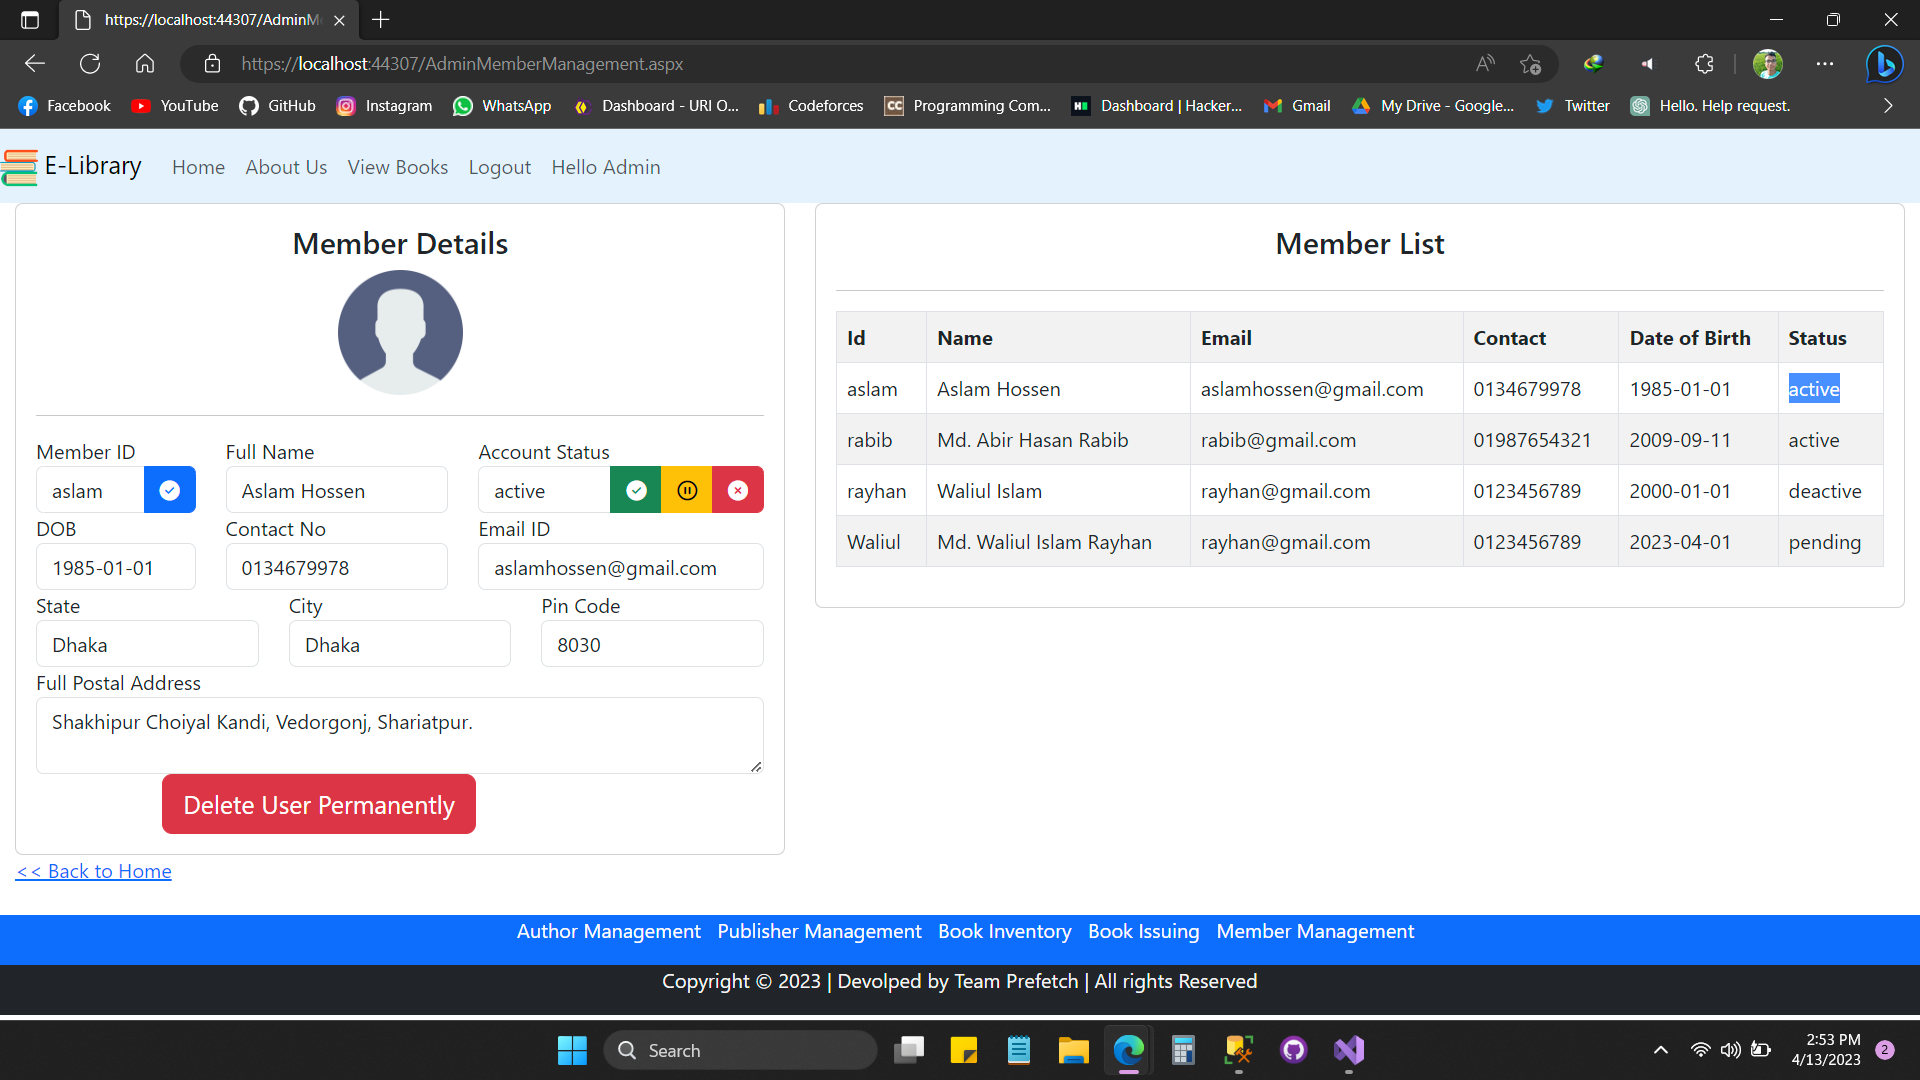 https://localhost:44307/AdminM
https://localhost:44307/AdminMemberManagement.aspx
Facebook YouTube GitHub Instagram WhatsApp Dashboard - URI O... Codeforces Programming Com... Dashboard | Hacker... Gmail My Drive - Google... Twitter Hello. Help request.
E-Library Home About Us View Books Logout Hello Admin
Member Details
Member ID Full Name Account Status
aslam Aslam Hossen active
DOB Contact No Email ID
1985-01-01 0134679978 aslamhossen@gmail.com
State City Pin Code
Dhaka Dhaka 8030
Full Postal Address
Shakhipur Choiyal Kandi, Vedorgonj, Shariatpur.
Delete User Permanently
<< Back to Home
Member List
Id Name Email Contact Date of Birth Status
aslam Aslam Hossen aslamhossen@gmail.com 0134679978 1985-01-01 active
rabib Md. Abir Hasan Rabib rabib@gmail.com 01987654321 2009-09-11 active
rayhan Waliul Islam rayhan@gmail.com 0123456789 2000-01-01 deactive
Waliul Md. Waliul Islam Rayhan rayhan@gmail.com 0123456789 2023-04-01 pending
Author Management Publisher Management Book Inventory Book Issuing Member Management
Copyright © 2023 | Devolped by Team Prefetch | All rights Reserved
Search
2:53 PM
4/13/2023
2